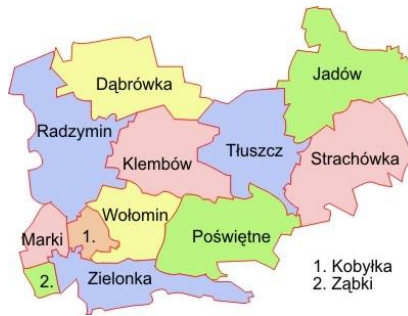 Dąbrówka
Jadów
Radzymin
Klembów
Tłuszcz
Strachówka
Wołomin
Marki
1.
Poświętne
2.
Zielonka
1. Kobyłka
2. Ząbki